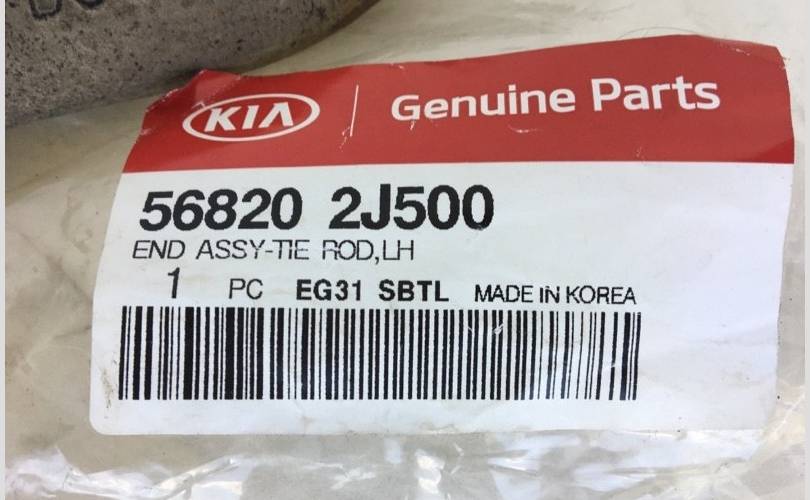 KIA | Genuine Parts
56820 2J500
END ASSY-TIE ROD,LH
1 PC EG31 SBTL MADE IN KOREA